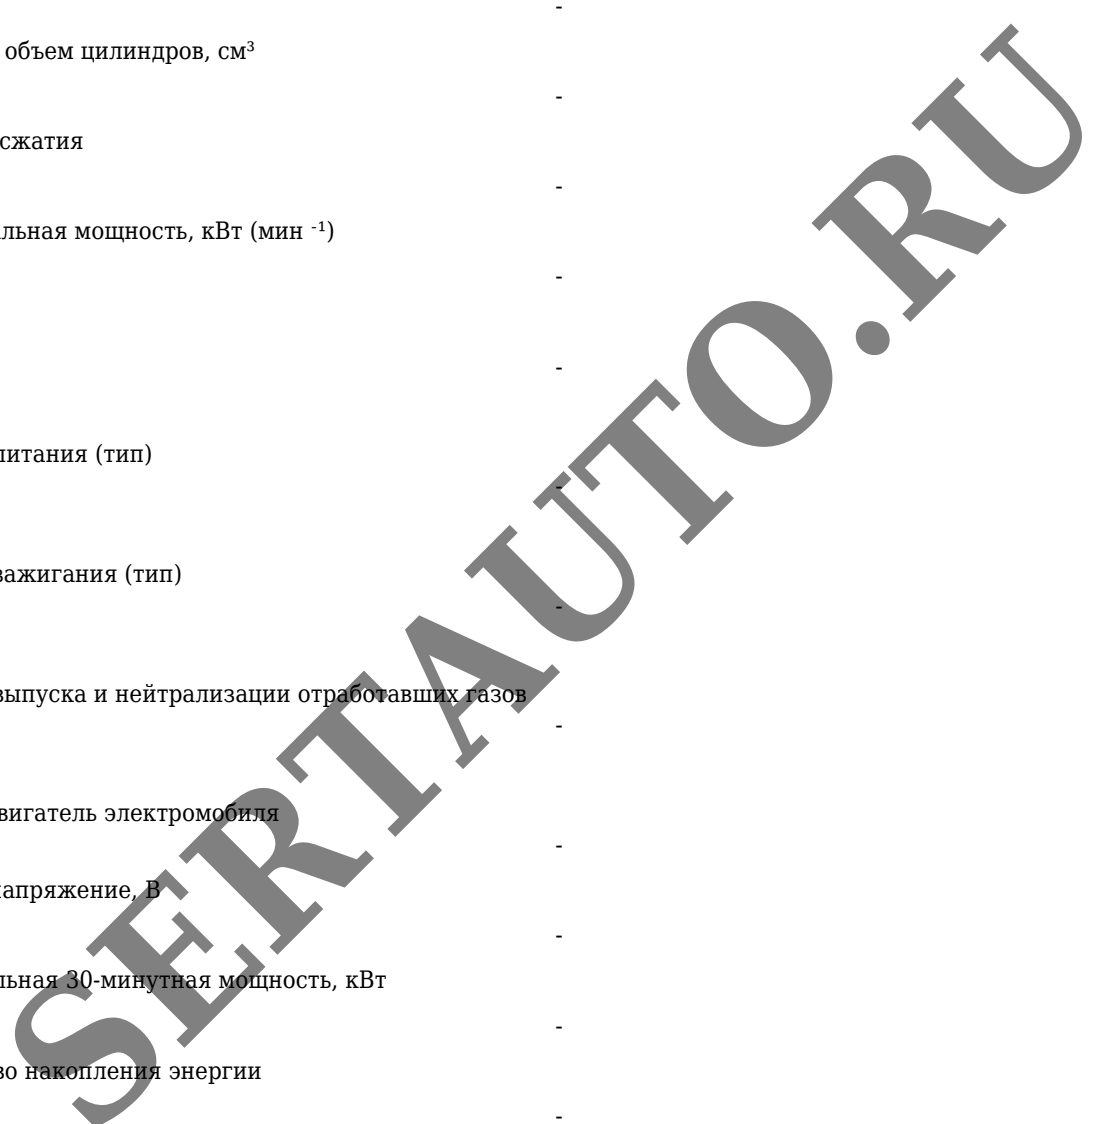 -
объем цилиндров, см³
-
сжатия
-
льная мощность, кВт (мин ⁻¹)
-
-
питания (тип)
-
зажигания (тип)
-
выпуска и нейтрализации отработавших газов
-
вигатель электромобиля
-
напряжение, В
-
льная 30-минутная мощность, кВт
-
во накопления энергии
-
SERTAUTO.RU